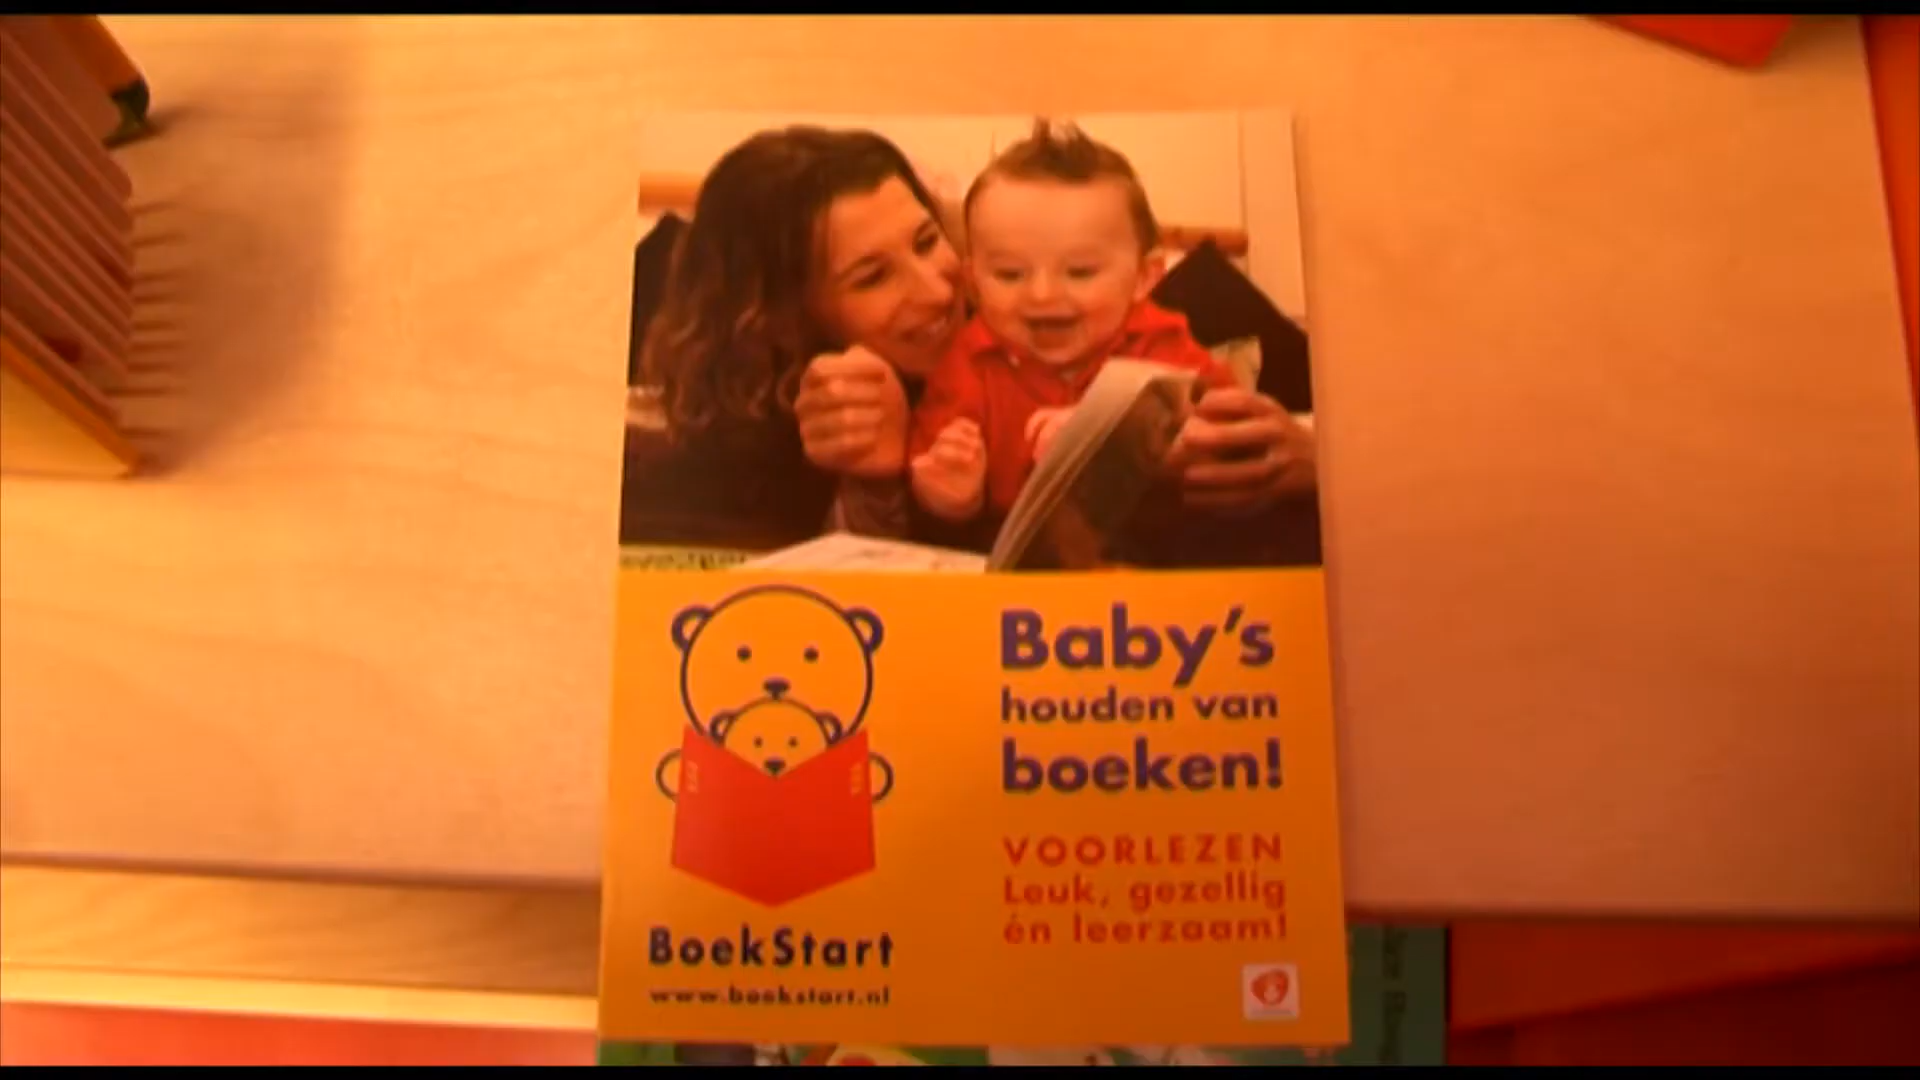 Baby's
houden van
boeken!
VOORLEZEN
Leuk, gezellig
én leerzaam!
BoekStart
www.boekstart.nl